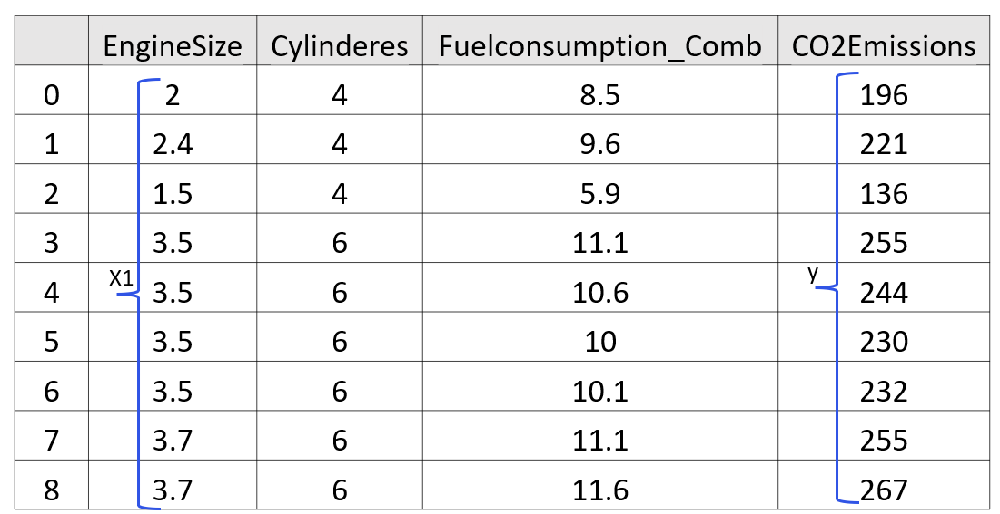 EngineSize Cylinderes Fuelconsumption_Comb CO2Emissions
0 2 4 8.5 196
1 2.4 4 9.6 221
2 1.5 4 5.9 136
3 3.5 6 11.1 255
X1 y
4 3.5 6 10.6 244
5 3.5 6 10 230
6 3.5 6 10.1 232
7 3.7 6 11.1 255
8 3.7 6 11.6 267